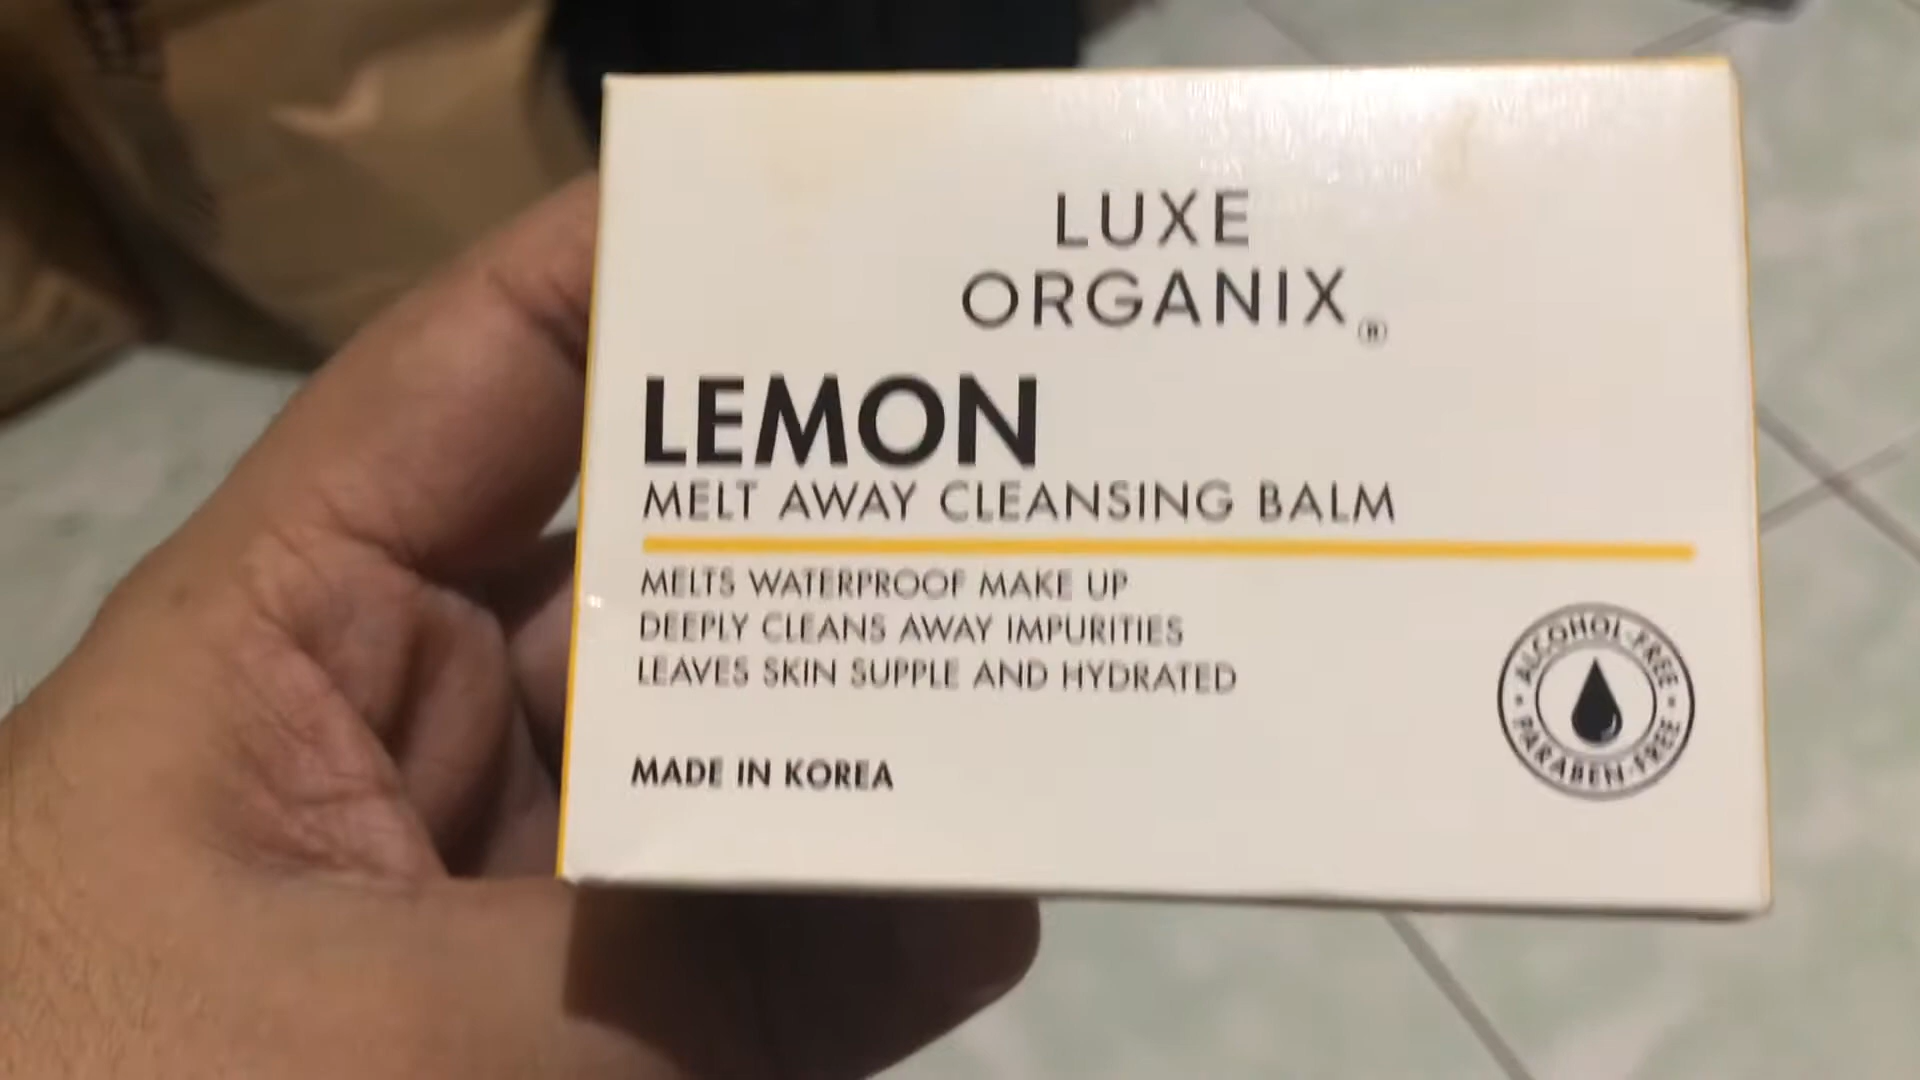 LUXE
ORGANIX®
LEMON
MELT AWAY CLEANSING BALM
MELTS WATERPROOF MAKE UP
DEEPLY CLEANS AWAY IMPURITIES
LEAVES SKIN SUPPLE AND HYDRATED
• ALCOHOL-FREE •
PARABEN-FREE
MADE IN KOREA